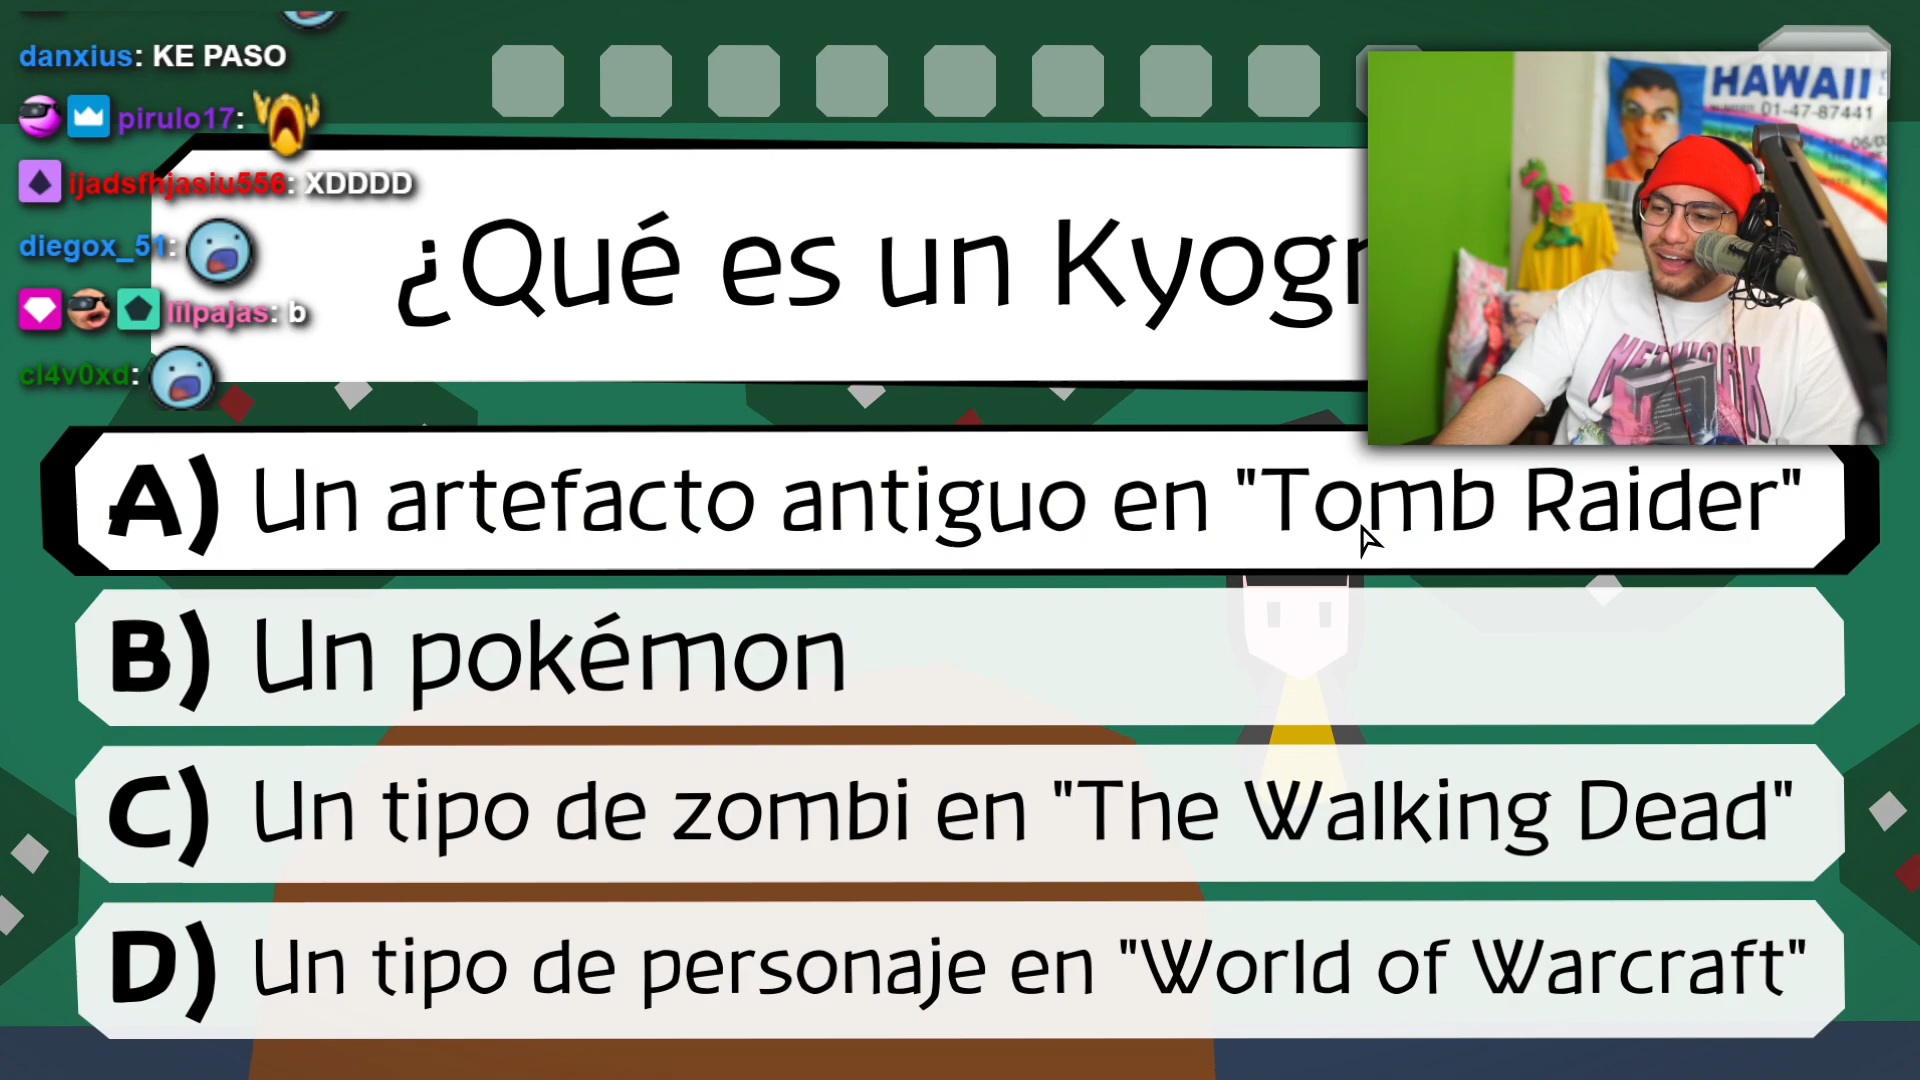 danxius: KE PASO
pirulo17:
ijadsfhjasiu556: XDDDD
diegox_51:
lilpajas: b
cl4v0xd:
HAWAII
01-47-87441
¿Qué es un Kyogr
NETWORK
A) Un artefacto antiguo en "Tomb Raider"
B) Un pokémon
C) Un tipo de zombi en "The Walking Dead"
D) Un tipo de personaje en "World of Warcraft"